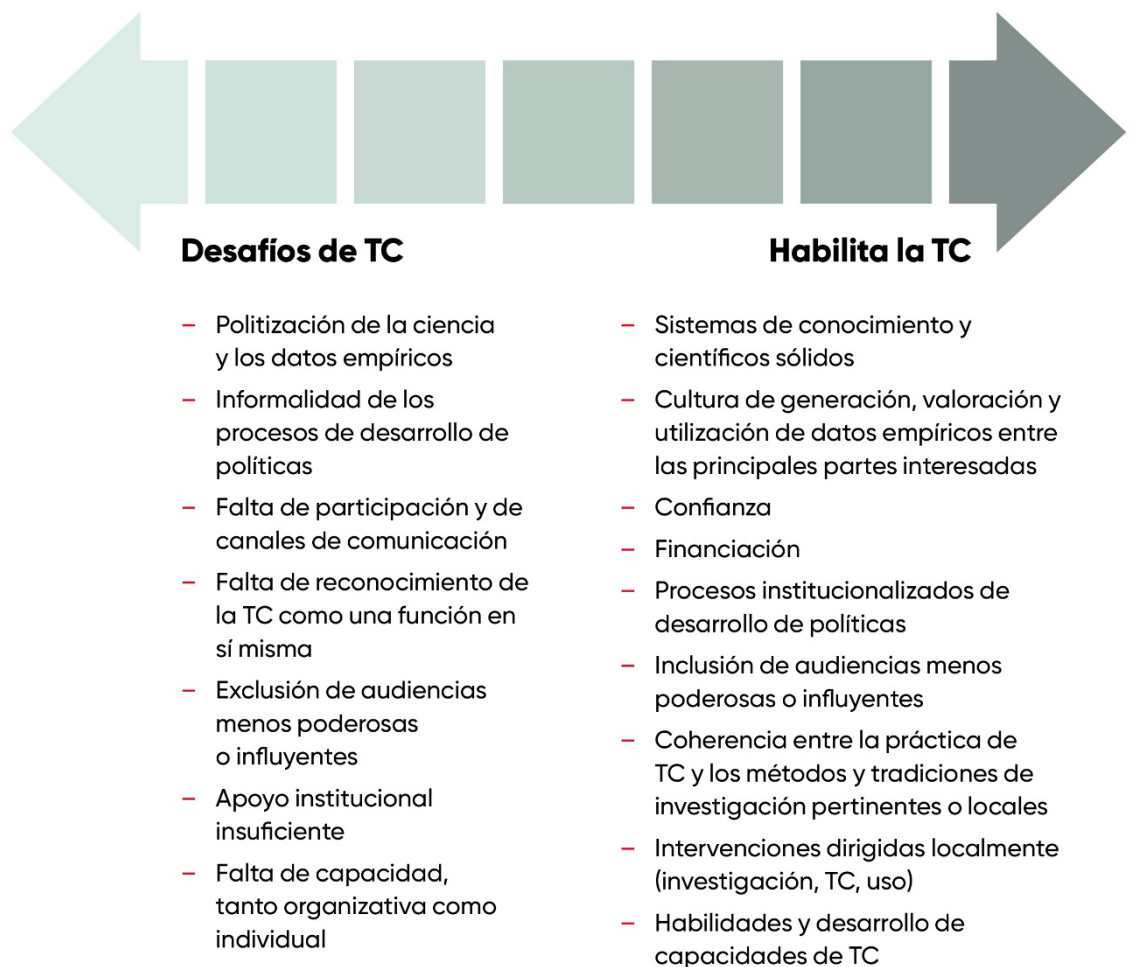 Desafíos de TC
– Politización de la ciencia
y los datos empíricos
– Informalidad de los
procesos de desarrollo de
políticas
– Falta de participación y de
canales de comunicación
– Falta de reconocimiento de
la TC como una función en
sí misma
– Exclusión de audiencias
menos poderosas
o influyentes
– Apoyo institucional
insuficiente
– Falta de capacidad,
tanto organizativa como
individual
Habilita la TC
– Sistemas de conocimiento y
científicos sólidos
– Cultura de generación, valoración y
utilización de datos empíricos entre
las principales partes interesadas
– Confianza
– Financiación
– Procesos institucionalizados de
desarrollo de políticas
– Inclusión de audiencias menos
poderosas o influyentes
– Coherencia entre la práctica de
TC y los métodos y tradiciones de
investigación pertinentes o locales
– Intervenciones dirigidas localmente
(investigación, TC, uso)
– Habilidades y desarrollo de
capacidades de TC